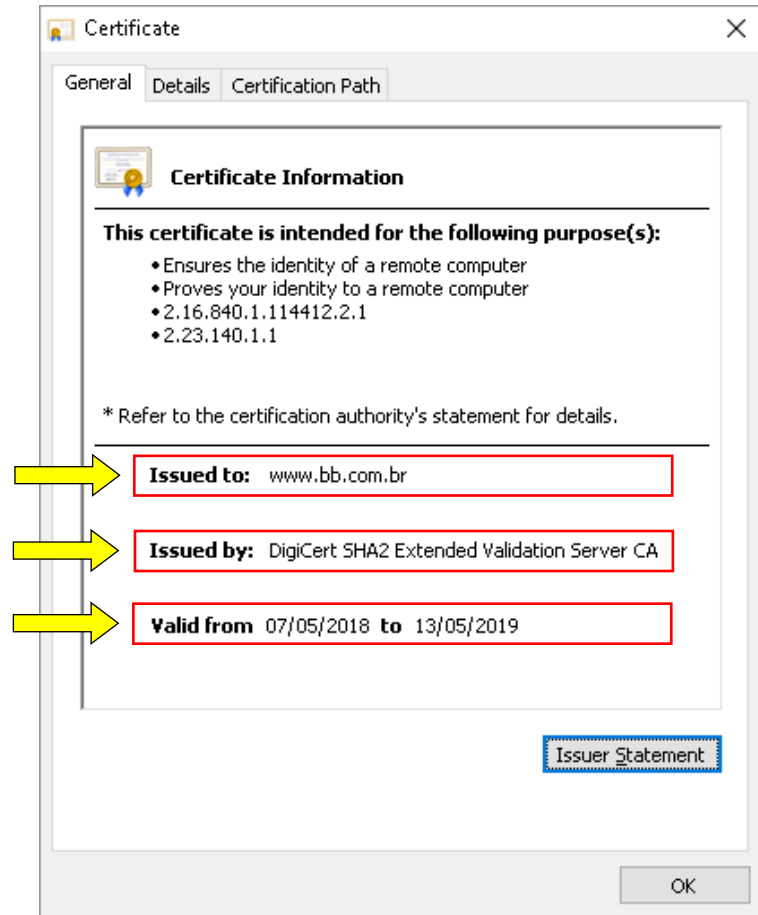 Certificate
General Details Certification Path
Certificate Information
This certificate is intended for the following purpose(s):
• Ensures the identity of a remote computer
• Proves your identity to a remote computer
• 2.16.840.1.114412.2.1
• 2.23.140.1.1
* Refer to the certification authority's statement for details.
Issued to: www.bb.com.br
Issued by: DigiCert SHA2 Extended Validation Server CA
Valid from 07/05/2018 to 13/05/2019
Issuer Statement
OK